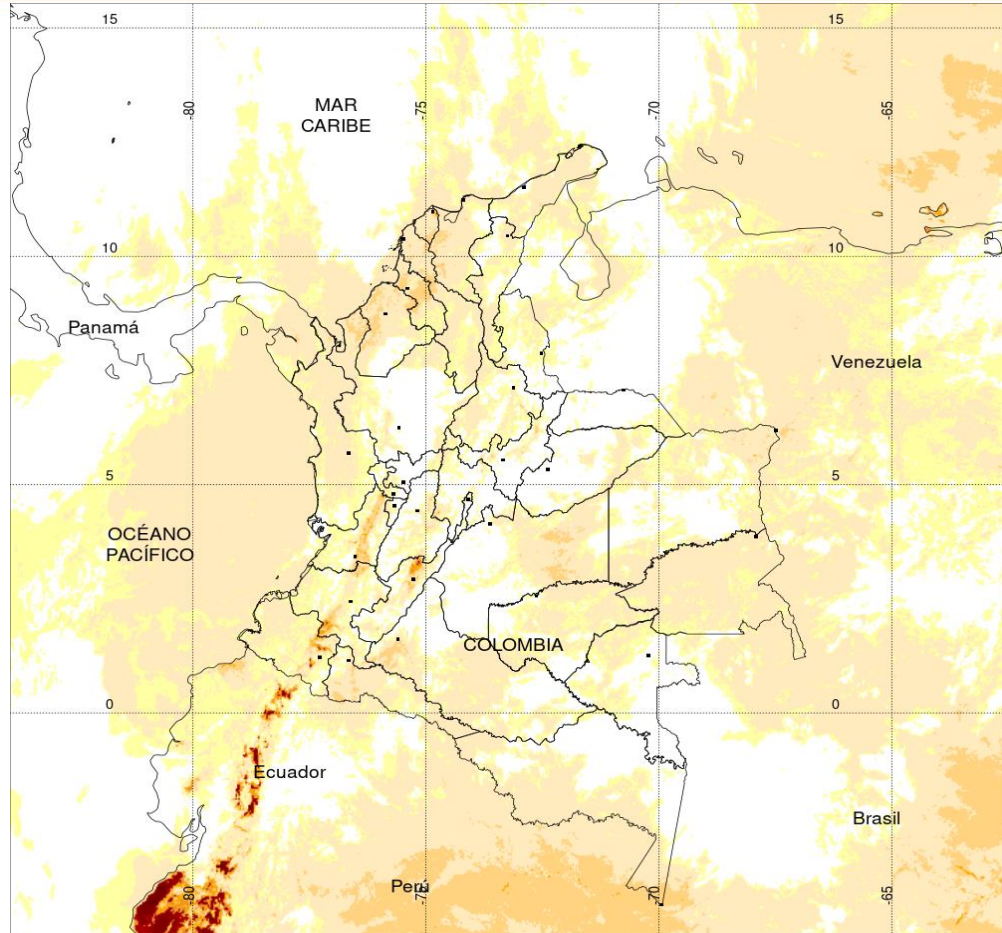 15
15
-80
-75
-70
-65
MAR
CARIBE
10
10
Panamá
Venezuela
5
5
OCÉANO
PACÍFICO
COLOMBIA
0
0
Ecuador
Brasil
Perú
-80
-75
-70
-65